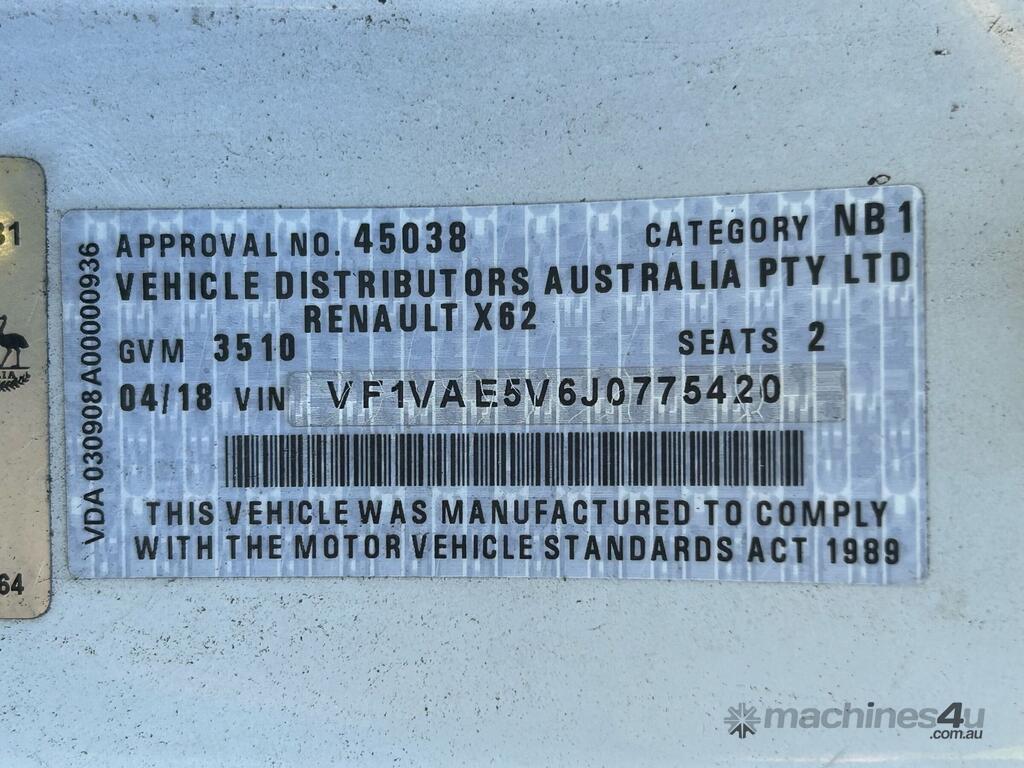 APPROVAL NO. 45038 CATEGORY NB1
VEHICLE DISTRIBUTORS AUSTRALIA PTY LTD
RENAULT X62
GVM 3510 SEATS 2
04/18 VIN VF1VAE5V6J0775420
THIS VEHICLE WAS MANUFACTURED TO COMPLY
WITH THE MOTOR VEHICLE STANDARDS ACT 1989
VDA 030908A00000936
31
64
machines4u
.com.au